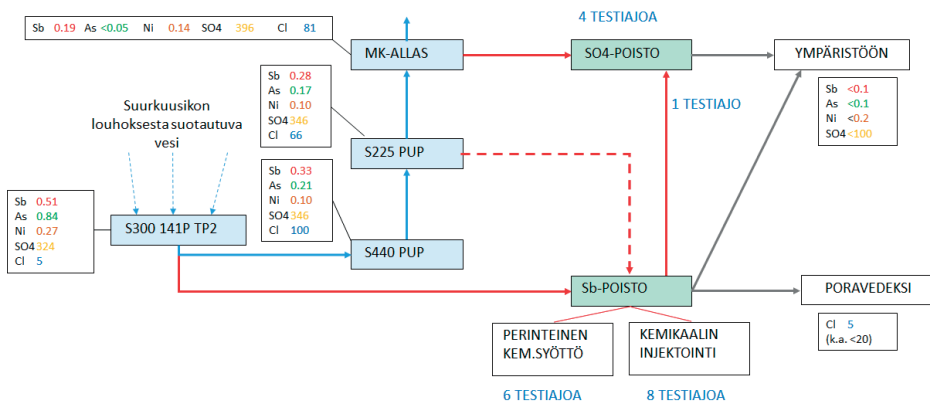 Sb 0.19 As <0.05 Ni 0.14 SO4 396 Cl 81
4 TESTIAJOA
MK-ALLAS
SO4-POISTO
YMPÄRISTÖÖN
Sb 0.28
As 0.17
Ni 0.10
SO4 346
Cl 66
Sb <0.1
As <0.1
Ni <0.2
SO4 <100
1 TESTIAJO
Suurkuusikon
louhoksesta suotautuva
vesi
S225 PUP
Sb 0.33
As 0.21
Ni 0.10
SO4 346
Cl 100
Sb 0.51
As 0.84
Ni 0.27
SO4 324
Cl 5
S300 141P TP2
S440 PUP
Sb-POISTO
PORAVEDEKSI
Cl 5
(k.a. <20)
PERINTEINEN
KEM.SYÖTTÖ
KEMIKAALIN
INJEKTOINTI
6 TESTIAJOA
8 TESTIAJOA